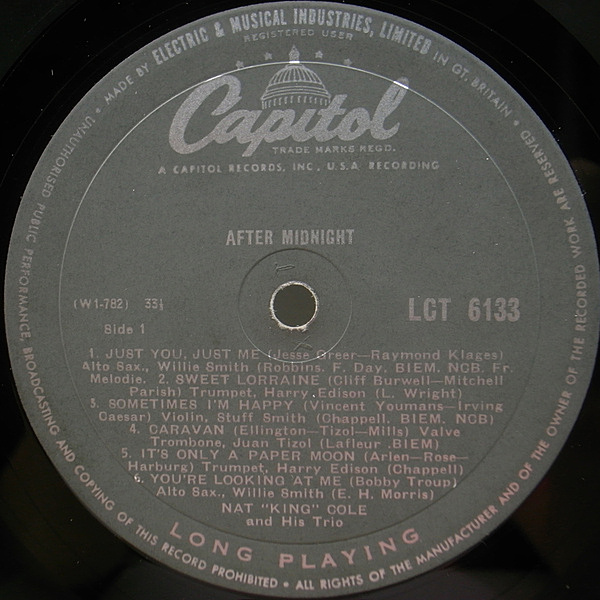 MADE BY ELECTRIC & MUSICAL INDUSTRIES, LIMITED IN GT. BRITAIN •
REGISTERED USER
Capitol
TRADE MARKS REGD.
A CAPITOL RECORDS, INC., U.S.A. RECORDING
AFTER MIDNIGHT
(W1-782) 33⅓
LCT 6133
Side 1
1. JUST YOU, JUST ME (Jesse Greer—Raymond Klages)
Alto Sax., Willie Smith (Robbins. F. Day. BIEM. NCB. Fr.
Melodie. 2. SWEET LORRAINE (Cliff Burwell—Mitchell
Parish) Trumpet, Harry Edison (L. Wright)
3. SOMETIMES I'M HAPPY (Vincent Youmans—Irving
Caesar) Violin, Stuff Smith (Chappell. BIEM. NCB)
4. CARAVAN (Ellington—Tizol—Mills) Valve
Trombone, Juan Tizol (Lafleur .BIEM)
5. IT'S ONLY A PAPER MOON (Arlen—Rose—
Harburg) Trumpet, Harry Edison (Chappell)
6. YOU'RE LOOKING AT ME (Bobby Troup)
Alto Sax., Willie Smith (E. H. Morris)
NAT "KING" COLE
and His Trio
LONG PLAYING
ALL RIGHTS OF THE MANUFACTURER AND OF THE OWNER OF THE RECORDED WORK ARE RESERVED •
UNAUTHORISED PUBLIC PERFORMANCE, BROADCASTING AND COPYING OF THIS RECORD PROHIBITED •